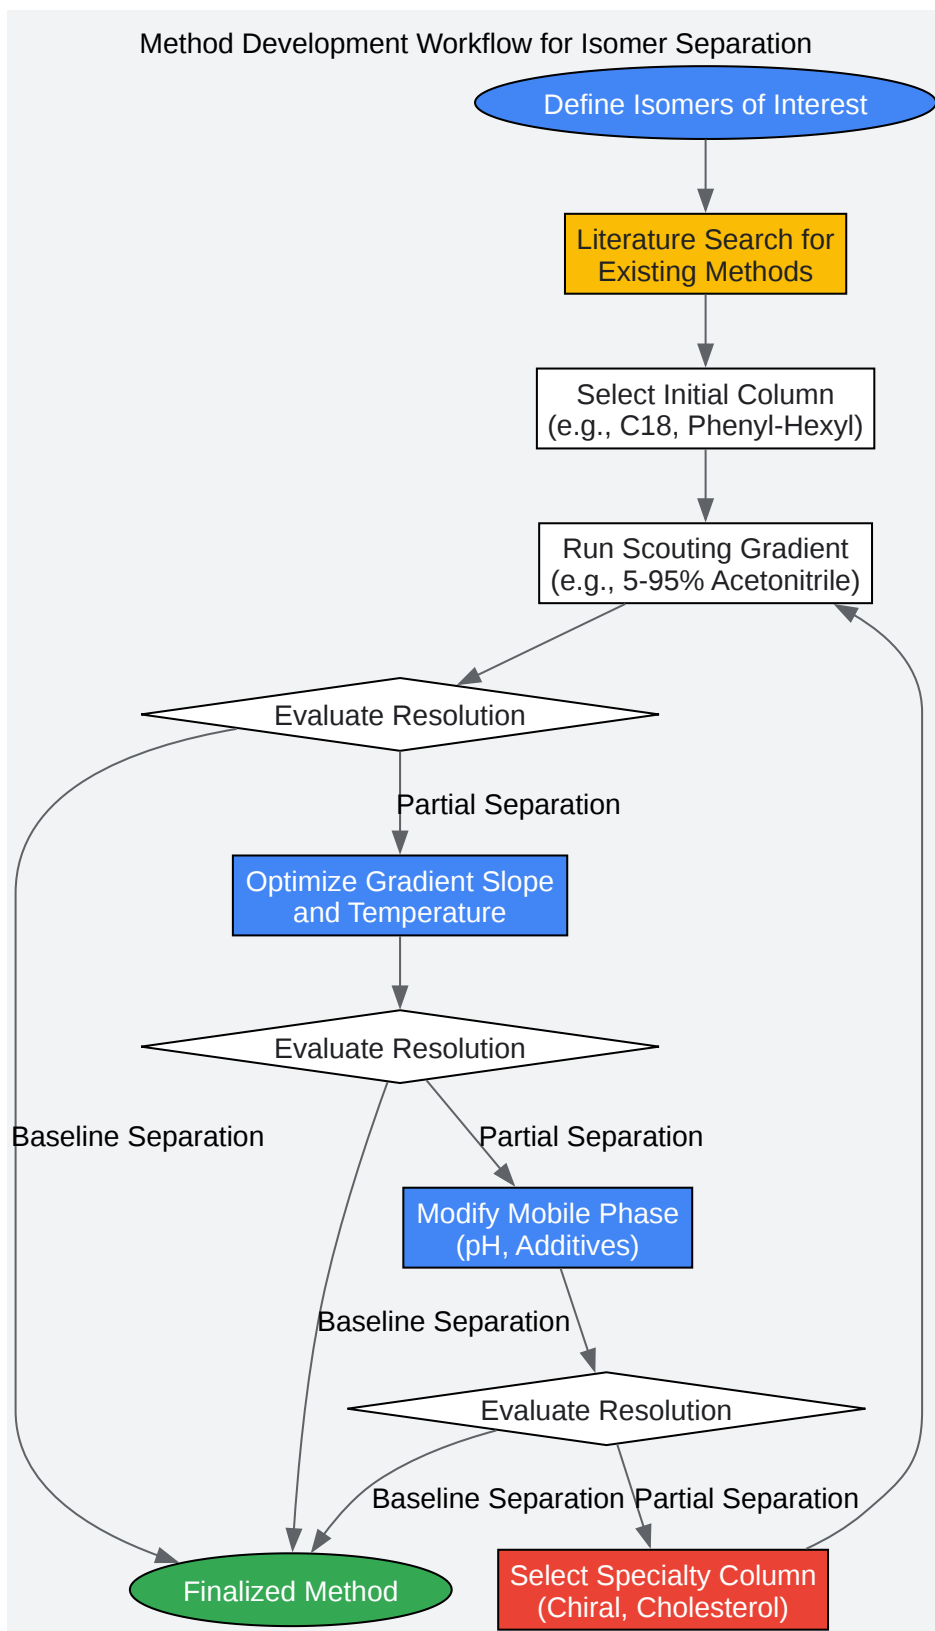 Method Development Workflow for Isomer Separation
Define Isomers of Interest
Literature Search for
Existing Methods
Select Initial Column
(e.g., C18, Phenyl-Hexyl)
Run Scouting Gradient
(e.g., 5-95% Acetonitrile)
Evaluate Resolution
Partial Separation
Optimize Gradient Slope
and Temperature
Evaluate Resolution
Baseline Separation
Partial Separation
Modify Mobile Phase
(pH, Additives)
Baseline Separation
Evaluate Resolution
Baseline Separation
Partial Separation
Finalized Method
Select Specialty Column
(Chiral, Cholesterol)